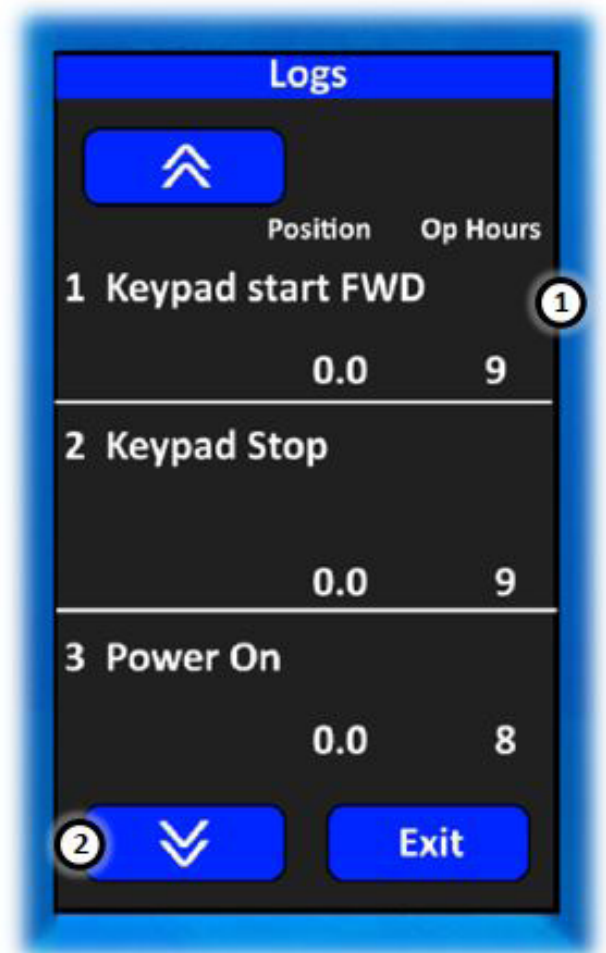 Logs
Position Op Hours
1 Keypad start FWD
1
0.0 9
2 Keypad Stop
0.0 9
3 Power On
0.0 8
2
Exit